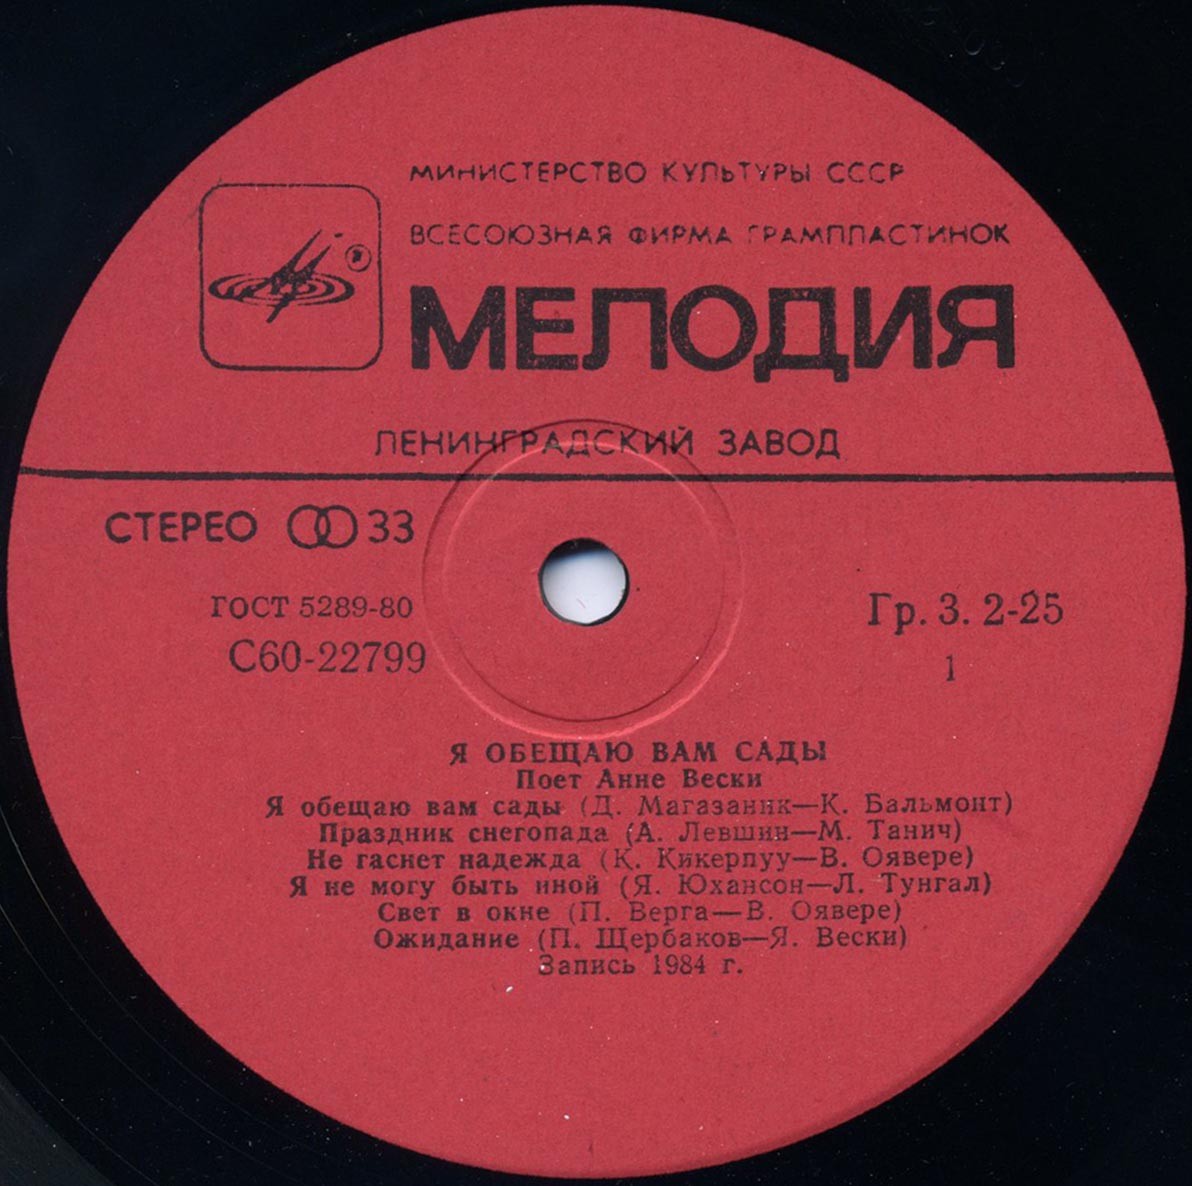 МИНИСТЕРСТВО КУЛЬТУРЫ СССР
ВСЕСОЮЗНАЯ ФИРМА ГРАМПЛАСТИНОК
МЕЛОДИЯ
ЛЕНИНГРАДСКИЙ ЗАВОД
СТЕРЕО 33
ГОСТ 5289-80
С60-22799
Гр. 3. 2-25
1
Я ОБЕЩАЮ ВАМ САДЫ
Поет Анне Вески
Я обещаю вам сады (Д. Магазаник—К. Бальмонт)
Праздник снегопада (А. Левшин—М. Танич)
Не гаснет надежда (К. Кикерпуу—В. Оявере)
Я не могу быть иной (Я. Юхансон—Л. Тунгал)
Свет в окне (П. Верга—В. Оявере)
Ожидание (П. Щербаков—Я. Вески)
Запись 1984 г.